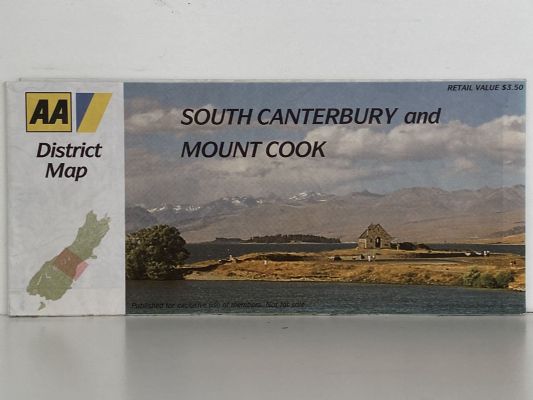 RETAIL VALUE $3.50
AA
District
Map
SOUTH CANTERBURY and
MOUNT COOK
Published for exclusive use of members. Not for sale.